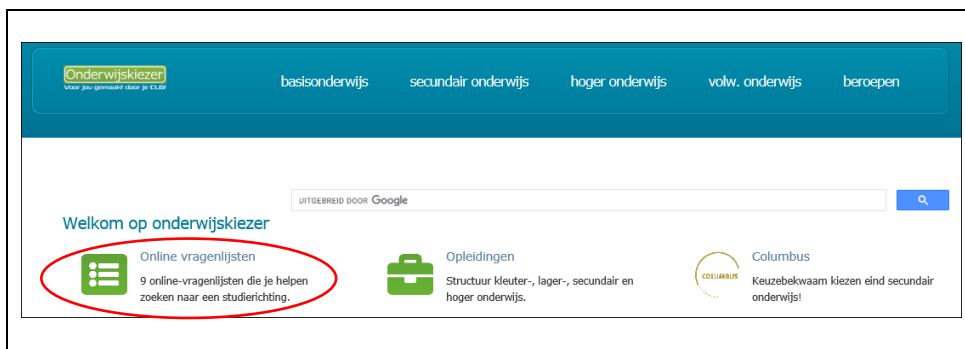 Onderwijskiezer
Voor jou gemaakt door je CLB!
basisonderwijs secundair onderwijs hoger onderwijs volw. onderwijs beroepen
UITGEBREID DOOR Google
Welkom op onderwijskiezer
Online vragenlijsten
9 online-vragenlijsten die je helpen
zoeken naar een studierichting.
Opleidingen
Structuur kleuter-, lager-, secundair en
hoger onderwijs.
COLUMBUS
Columbus
Keuzebekwaam kiezen eind secundair
onderwijs!